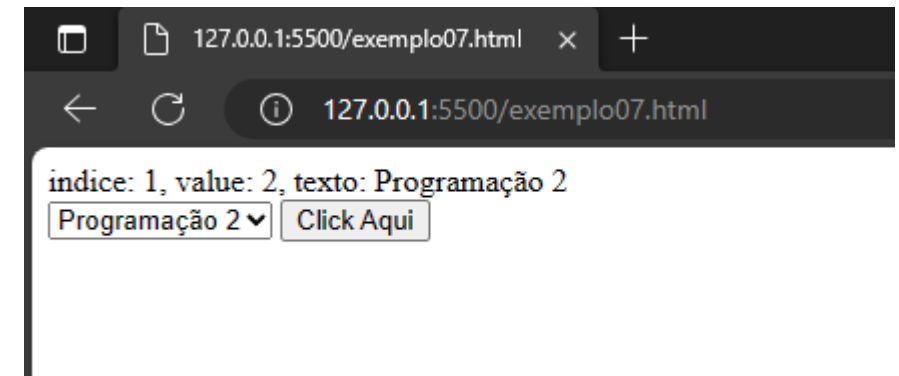 127.0.0.1:5500/exemplo07.html
127.0.0.1:5500/exemplo07.html
indice: 1, value: 2, texto: Programação 2
Programação 2 Click Aqui